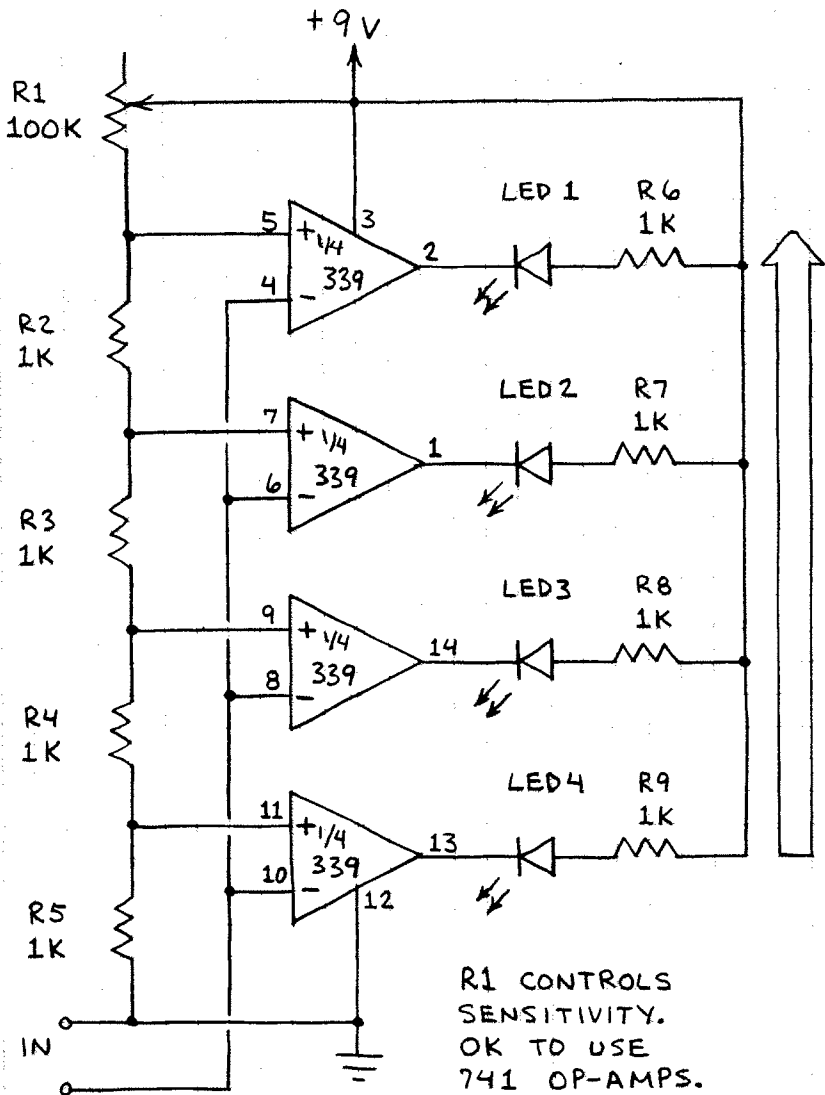 +9V
R1
100K
5
+ 1/4
339
4
-
3
2
LED 1
R6
1K
R2
1K
7
+ 1/4
339
6
-
1
LED2
R7
1K
R3
1K
9
+ 1/4
339
8
-
14
LED3
R8
1K
R4
1K
11
+ 1/4
339
10
-
12
13
LED4
R9
1K
R5
1K
IN
R1 CONTROLS
SENSITIVITY.
OK TO USE
741 OP-AMPS.